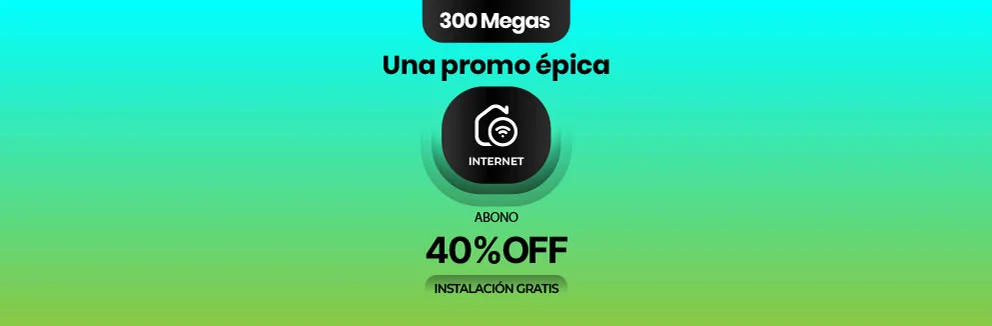 300 Megas
Una promo épica
INTERNET
ABONO
40%OFF
INSTALACIÓN GRATIS